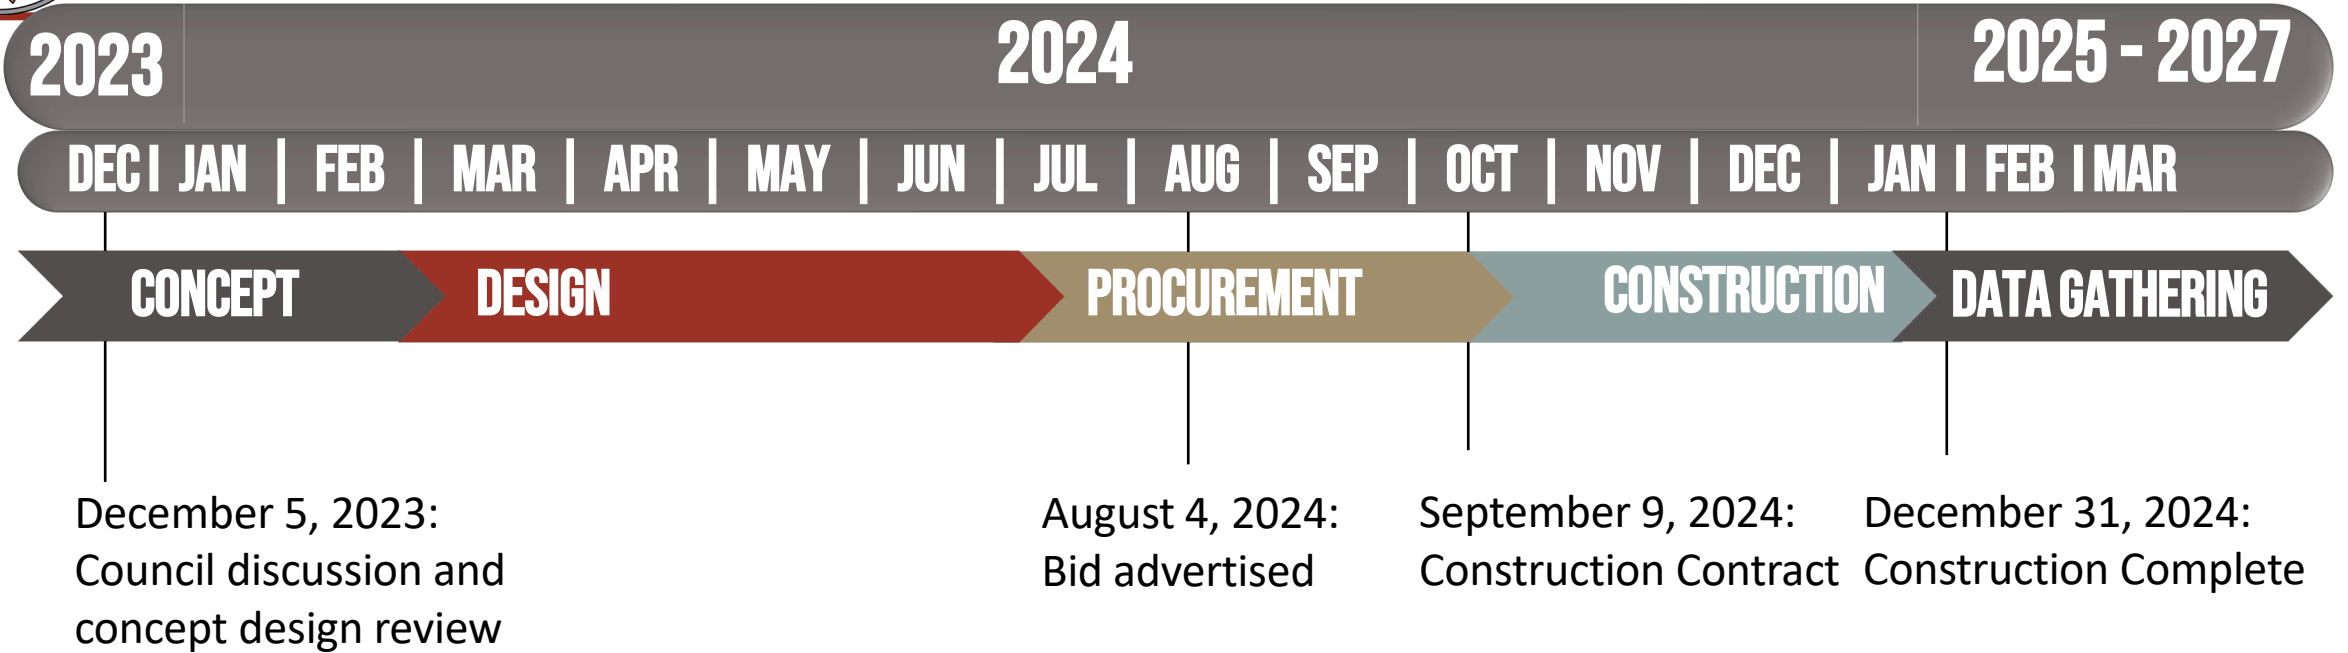 2023 2024 2025 - 2027
DEC | JAN | FEB | MAR | APR | MAY | JUN | JUL | AUG | SEP | OCT | NOV | DEC | JAN | FEB | MAR
CONCEPT DESIGN PROCUREMENT CONSTRUCTION DATA GATHERING
December 5, 2023:
Council discussion and
concept design review
August 4, 2024:
Bid advertised
September 9, 2024:
Construction Contract
December 31, 2024:
Construction Complete